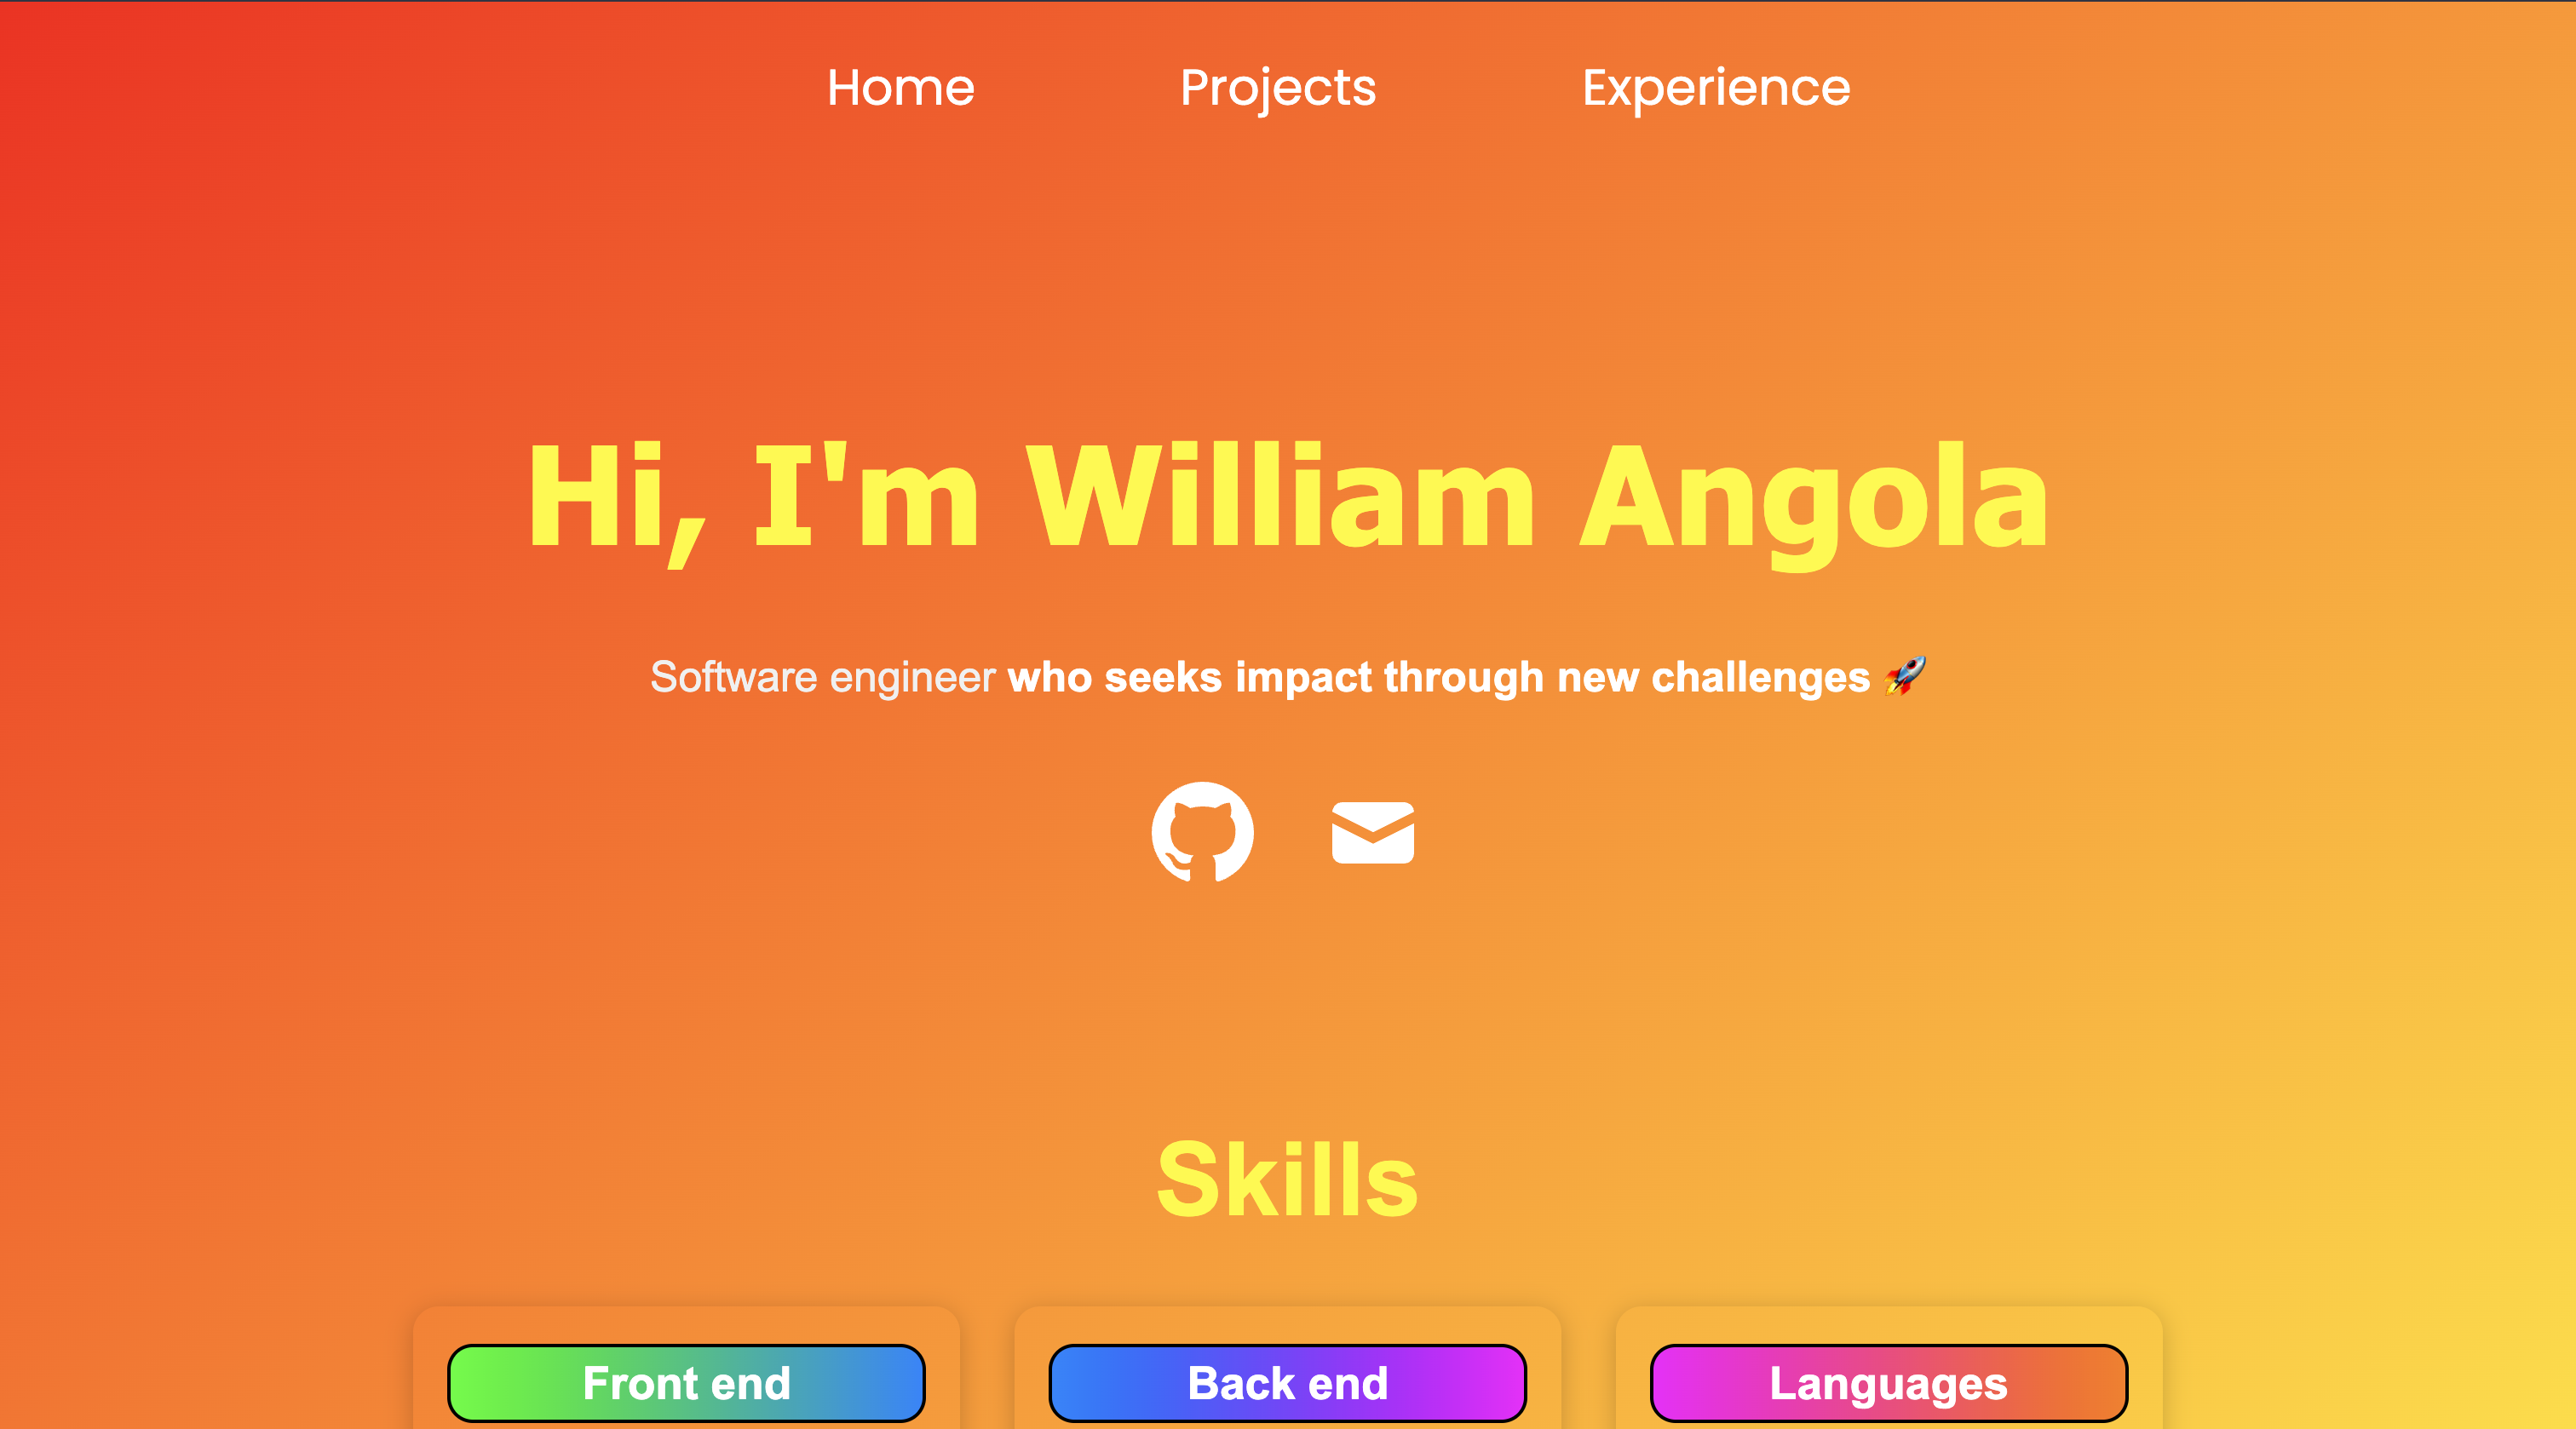 Home Projects Experience
Hi, I'm William Angola
Software engineer who seeks impact through new challenges 🚀
Skills
Front end Back end Languages